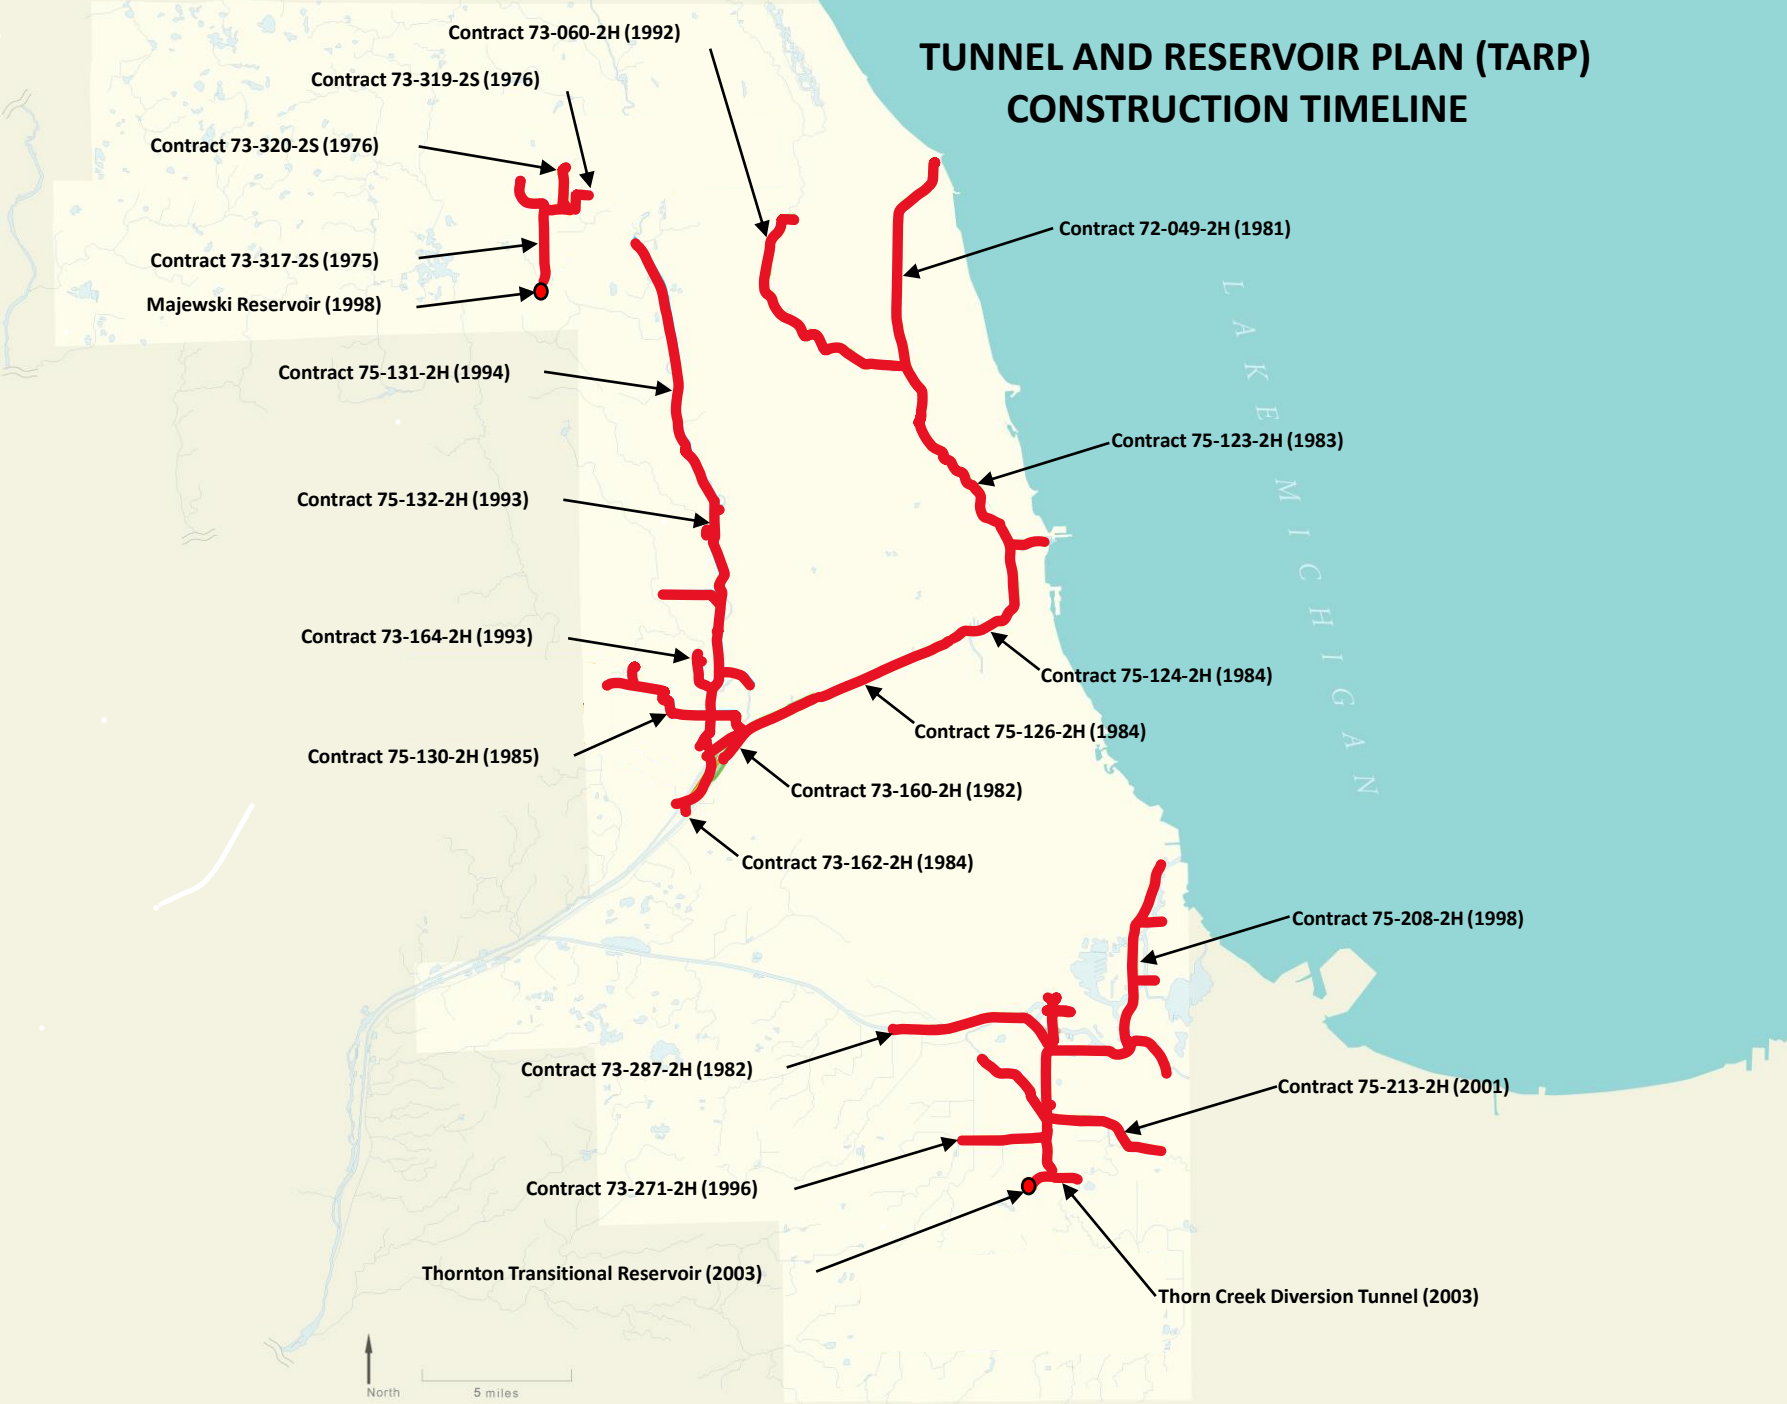 TUNNEL AND RESERVOIR PLAN (TARP)
CONSTRUCTION TIMELINE
Contract 73-060-2H (1992)
Contract 73-319-2S (1976)
Contract 73-320-2S (1976)
Contract 72-049-2H (1981)
Contract 73-317-2S (1975)
Majewski Reservoir (1998)
Contract 75-131-2H (1994)
Contract 75-123-2H (1983)
Contract 75-132-2H (1993)
LAKE MICHIGAN
Contract 73-164-2H (1993)
Contract 75-124-2H (1984)
Contract 75-126-2H (1984)
Contract 75-130-2H (1985)
Contract 73-160-2H (1982)
Contract 73-162-2H (1984)
Contract 75-208-2H (1998)
Contract 73-287-2H (1982)
Contract 75-213-2H (2001)
Contract 73-271-2H (1996)
Thornton Transitional Reservoir (2003)
Thorn Creek Diversion Tunnel (2003)
North
5 miles